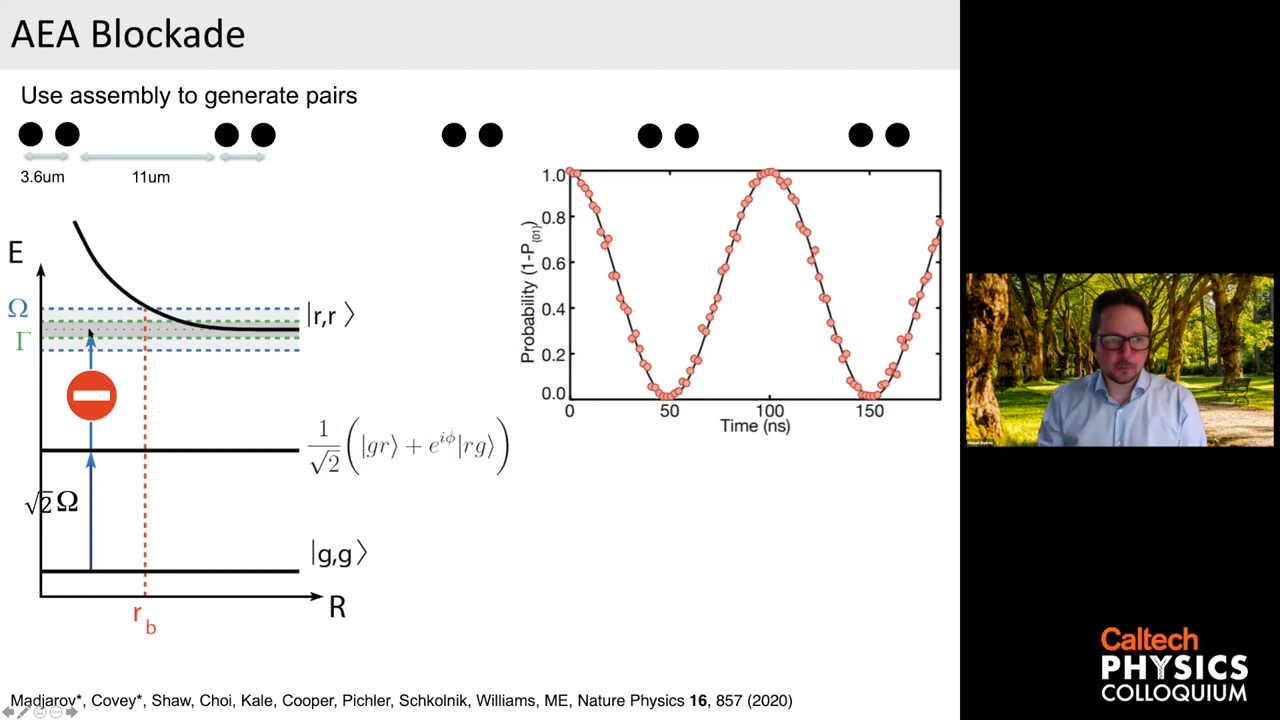 AEA Blockade
Use assembly to generate pairs
3.6um
11um
E
Ω
Γ
|r,r ⟩
1/√2 (|gr⟩ + e^{iϕ}|rg⟩)
√2 Ω
|g,g ⟩
R
r_b
Probability (1-P_{01})
1.0
0.8
0.6
0.4
0.2
0.0
0 50 100 150
Time (ns)
Madjarov*, Covey*, Shaw, Choi, Kale, Cooper, Pichler, Schkolnik, Williams, ME, Nature Physics 16, 857 (2020)
Caltech
PHYSICS
COLLOQUIUM